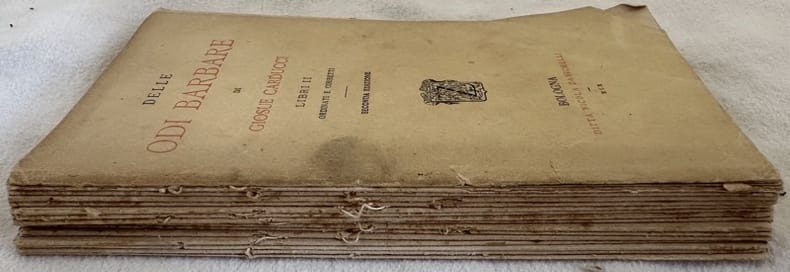 DELLE
ODI BARBARE
DI
GIOSUE CARDUCCI
LIBRI II
ORDINATI E CORRETTI
SECONDA EDIZIONE
BOLOGNA
DITTA NICOLA ZANICHELLI